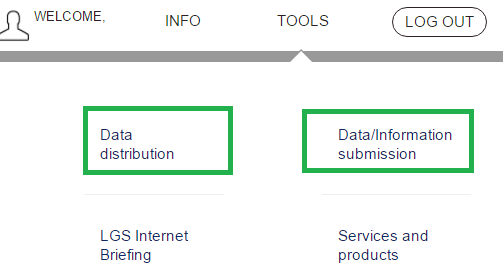 WELCOME, INFO TOOLS LOG OUT
Data
distribution
Data/Information
submission
LGS Internet
Briefing
Services and
products